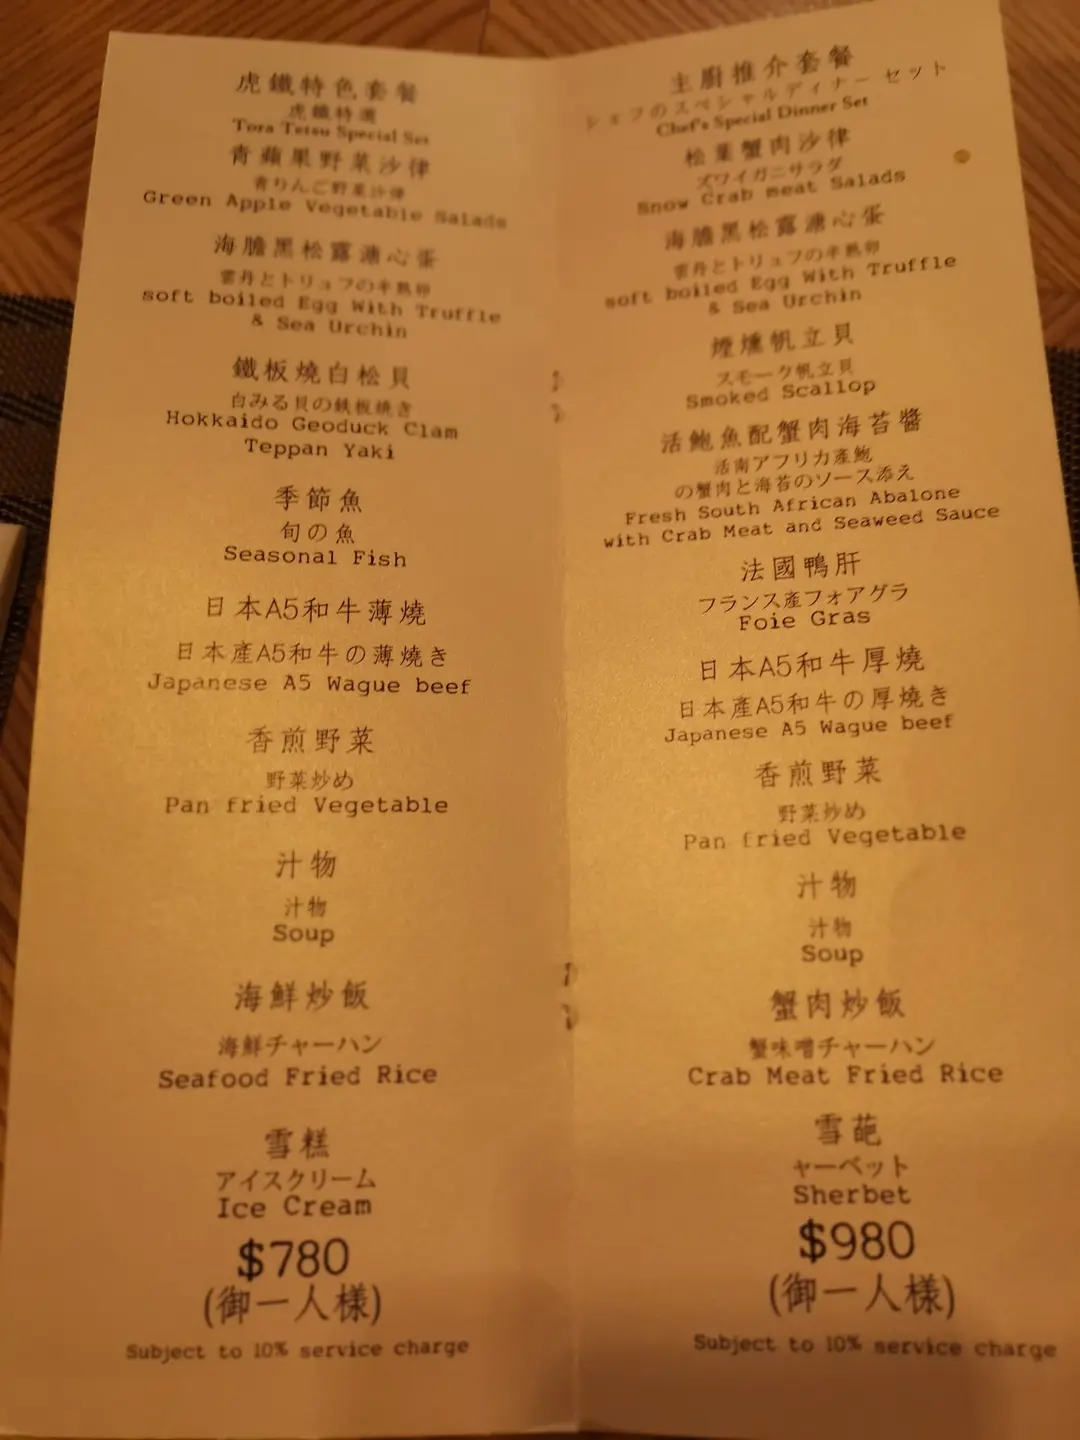 虎鐵特色套餐
虎鐵特選
Tora Tetsu Special Set
青蘋果野菜沙律
青りんご野菜沙律
Green Apple Vegetable Salads
海膽黑松露溏心蛋
雲丹とトリュフの半熟卵
soft boiled Egg With Truffle
& Sea Urchin
鐵板燒白松貝
白みる貝の鉄板焼き
Hokkaido Geoduck Clam
Teppan Yaki
季節魚
旬の魚
Seasonal Fish
日本A5和牛薄燒
日本產A5和牛の薄燒き
Japanese A5 Wague beef
香煎野菜
野菜炒め
Pan fried Vegetable
汁物
汁物
Soup
海鮮炒飯
海鮮チャーハン
Seafood Fried Rice
雪糕
アイスクリーム
Ice Cream
$780
(御一人様)
Subject to 10% service charge
主廚推介套餐
シェフのスペシャルディナーセット
Chef's Special Dinner Set
松葉蟹肉沙律
ズワイガニサラダ
Snow Crab meat Salads
海膽黑松露溏心蛋
雲丹とトリュフの半熟卵
soft boiled Egg With Truffle
& Sea Urchin
煙燻帆立貝
スモーク帆立貝
Smoked Scallop
活鮑魚配蟹肉海苔醬
活南アフリカ產鮑
の蟹肉と海苔のソース添え
Fresh South African Abalone
with Crab Meat and Seaweed Sauce
法國鴨肝
フランス產フォアグラ
Foie Gras
日本A5和牛厚燒
日本產A5和牛の厚燒き
Japanese A5 Wague beef
香煎野菜
野菜炒め
Pan fried Vegetable
汁物
汁物
Soup
蟹肉炒飯
蟹味噌チャーハン
Crab Meat Fried Rice
雪葩
ャーベット
Sherbet
$980
(御一人様)
Subject to 10% service charge